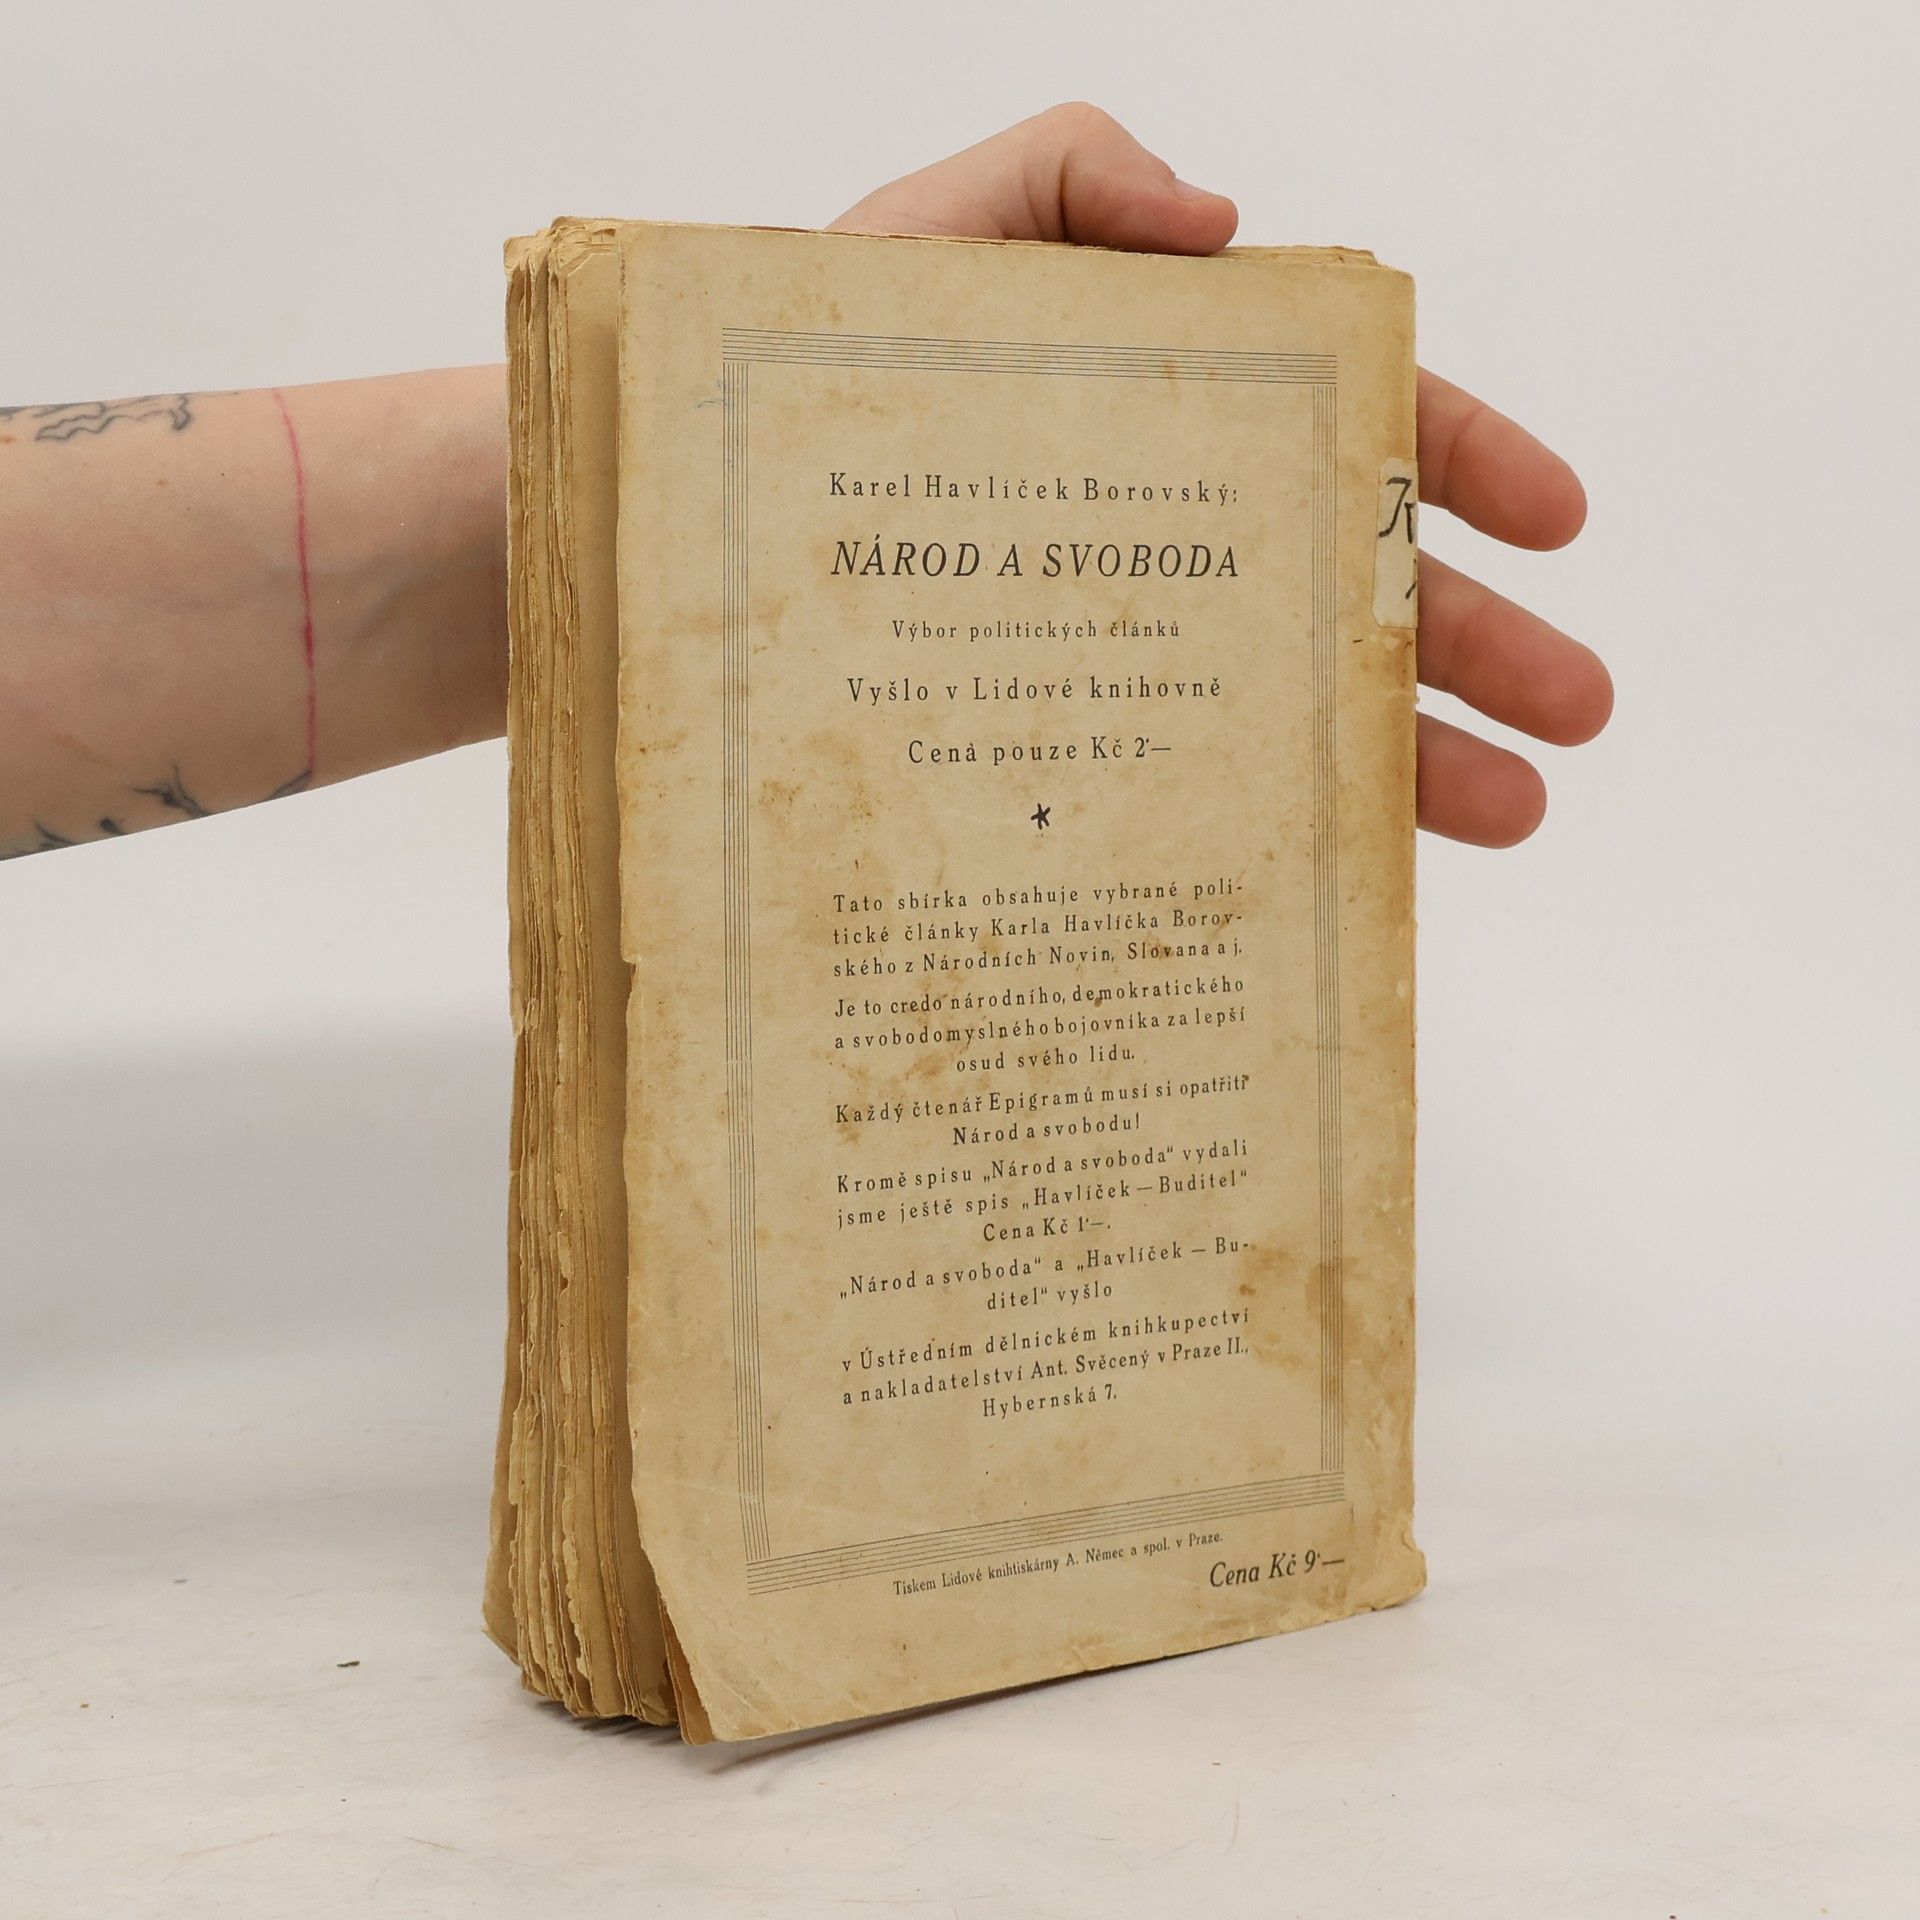 Karel Havlíček Borovský:
NÁROD A SVOBODA
Výbor politických článků
Vyšlo v Lidové knihovně
Cena pouze Kč 2·—
*
Tato sbírka obsahuje vybrané poli-
tické články Karla Havlíčka Borov-
ského z Národních Novin, Slovana a j.
Je to credo národního, demokratického
a svobodomyslného bojovníka za lepší
osud svého lidu.
Každý čtenář Epigramů musí si opatřiti
Národ a svobodu!
Kromě spisu „Národ a svoboda“ vydali
jsme ještě spis „Havlíček — Buditel“
Cena Kč 1·—.
„Národ a svoboda“ a „Havlíček — Bu-
ditel“ vyšlo
v Ústředním dělnickém knihkupectví
a nakladatelství Ant. Svěcený v Praze II.,
Hybernská 7.
Tiskem Lidové knihtiskárny A. Němec a spol. v Praze.
Cena Kč 9·—